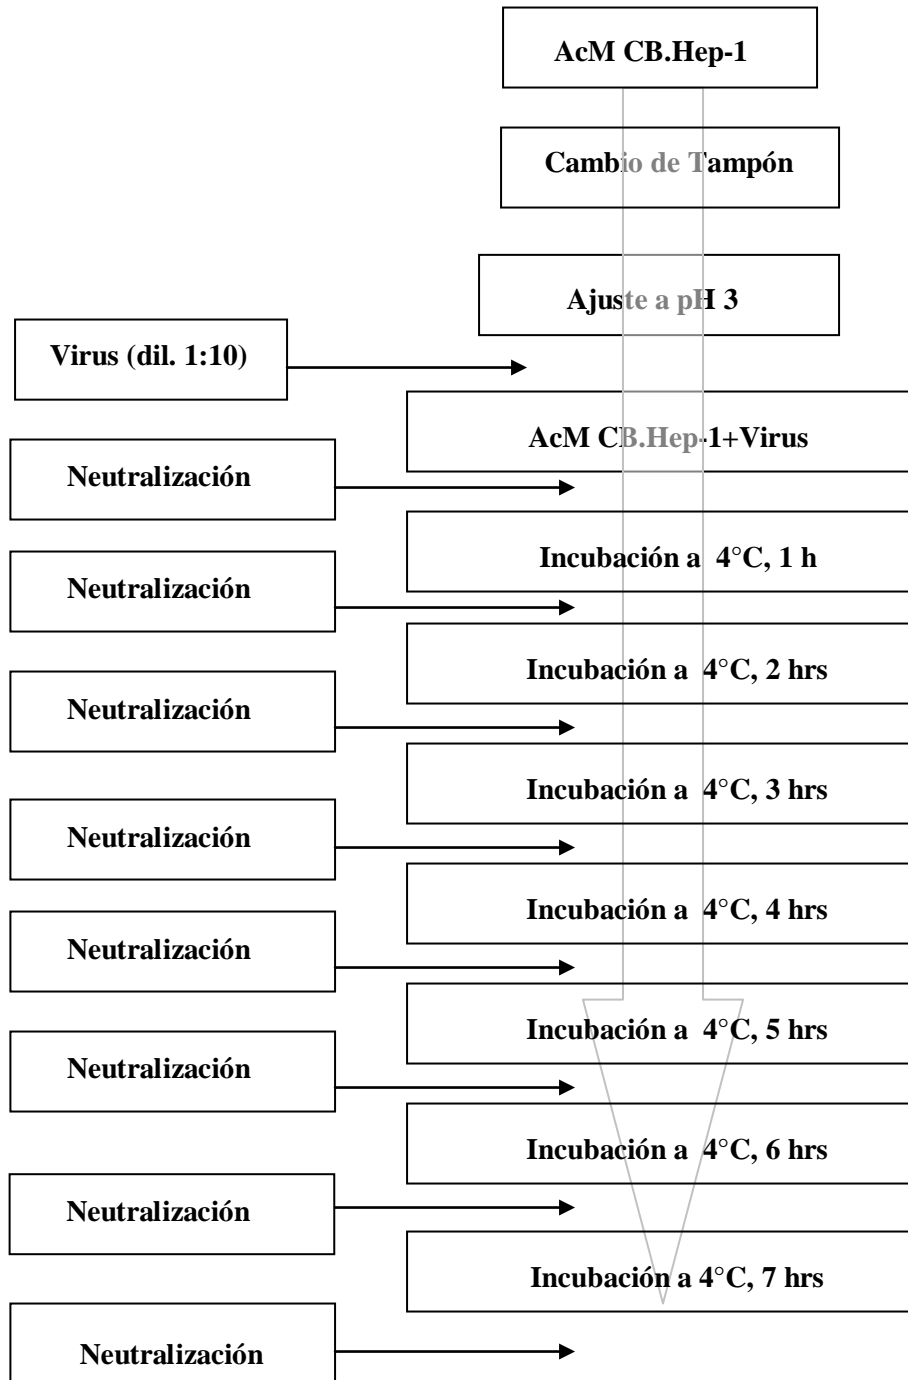 AcM CB.Hep-1
Cambio de Tampón
Ajuste a pH 3
Virus (dil. 1:10)
AcM CB.Hep-1+Virus
Neutralización
Incubación a 4°C, 1 h
Neutralización
Incubación a 4°C, 2 hrs
Neutralización
Incubación a 4°C, 3 hrs
Neutralización
Incubación a 4°C, 4 hrs
Neutralización
Incubación a 4°C, 5 hrs
Neutralización
Incubación a 4°C, 6 hrs
Neutralización
Incubación a 4°C, 7 hrs
Neutralización